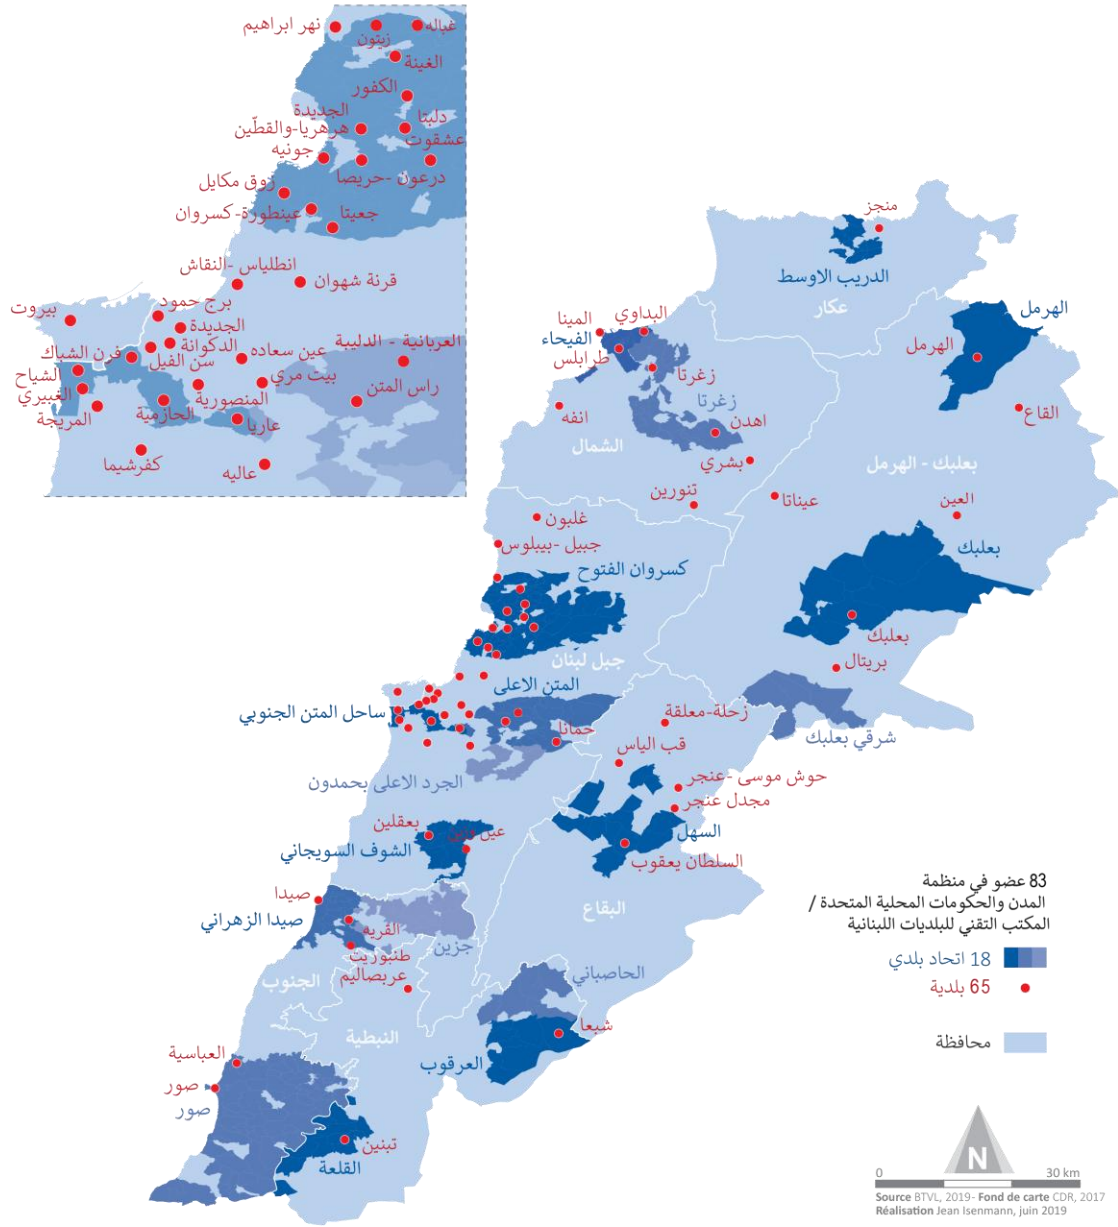 نهر ابراهيم
زيتون
غباله
الغينة
الكفور
الجديدة
هرهريا-والقطّين
دلبتا
عشقوت
جونيه
درعون -حريصا
زوق مكايل
عينطورة-كسروان
جعيتا
انطلياس -النقاش
قرنة شهوان
بيروت
برج حمود
الجديدة
الدكوانة
سن الفيل
فرن الشباك
عين سعاده
العربانية - الدليبة
الشياح
الغبيري
المريجة
بيت مري
المنصورية
راس المتن
الحازمية
عاريا
كفرشيما
عاليه
منجز
الدريب الاوسط
عكار
الهرمل
الهرمل
القاع
البداوي
المينا
الفيحاء
طرابلس
زغرتا
زغرتا
انفه
اهدن
الشمال
بشري
بعلبك - الهرمل
تنورين
عيناتا
العين
غلبون
جبيل -بيبلوس
بعلبك
كسروان الفتوح
بعلبك
بريتال
جبل لبنان
المتن الاعلى
ساحل المتن الجنوبي
حمانا
زحلة-معلقة
شرقي بعلبك
قب الياس
الجرد الاعلى بحمدون
حوش موسى -عنجر
مجدل عنجر
بعقلين
عين وزين
الشوف السويجاني
السهل
السلطان يعقوب
صيدا
صيدا الزهراني
القريه
طنبوريت
جزين
البقاع
عربصاليم
الجنوب
الحاصباني
النبطية
شبعا
العرقوب
العباسية
صور
صور
تبنين
القلعة
83 عضو في منظمة
المدن والحكومات المحلية المتحدة /
المكتب التقني للبلديات اللبنانية
18 اتحاد بلدي
65 بلدية
محافظة
N
0 30 km
Source BTVL, 2019- Fond de carte CDR, 2017
Réalisation Jean Isenmann, juin 2019